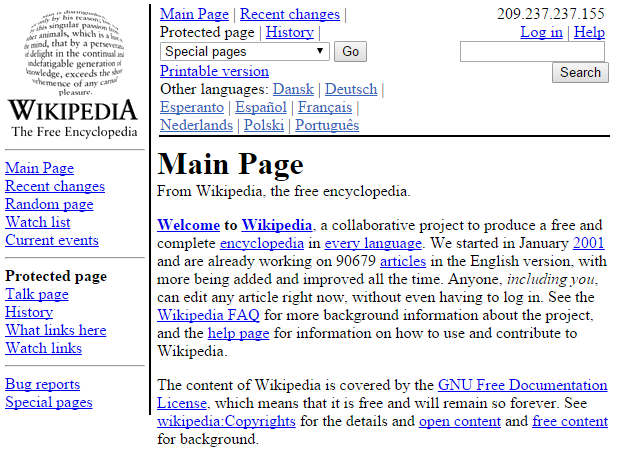 man is distinguished,
only by his reason, but
by this singular passion from
other animals, which is a lust
the mind, that by a perseverance
of delight in the continual and
indefatigable generation of
knowledge, exceeds the short
vehemence of any carnal
pleasure.
WIKIPEDIA
The Free Encyclopedia
Main Page
Recent changes
Random page
Watch list
Current events
Protected page
Talk page
History
What links here
Watch links
Bug reports
Special pages
Main Page | Recent changes |
Protected page | History |
Special pages Go
Printable version
Other languages: Dansk | Deutsch |
Esperanto | Español | Français |
Nederlands | Polski | Português
209.237.237.155
Log in | Help
Search
Main Page
From Wikipedia, the free encyclopedia.
Welcome to Wikipedia, a collaborative project to produce a free and
complete encyclopedia in every language. We started in January 2001
and are already working on 90679 articles in the English version, with
more being added and improved all the time. Anyone, including you,
can edit any article right now, without even having to log in. See the
Wikipedia FAQ for more background information about the project,
and the help page for information on how to use and contribute to
Wikipedia.
The content of Wikipedia is covered by the GNU Free Documentation
License, which means that it is free and will remain so forever. See
wikipedia:Copyrights for the details and open content and free content
for background.